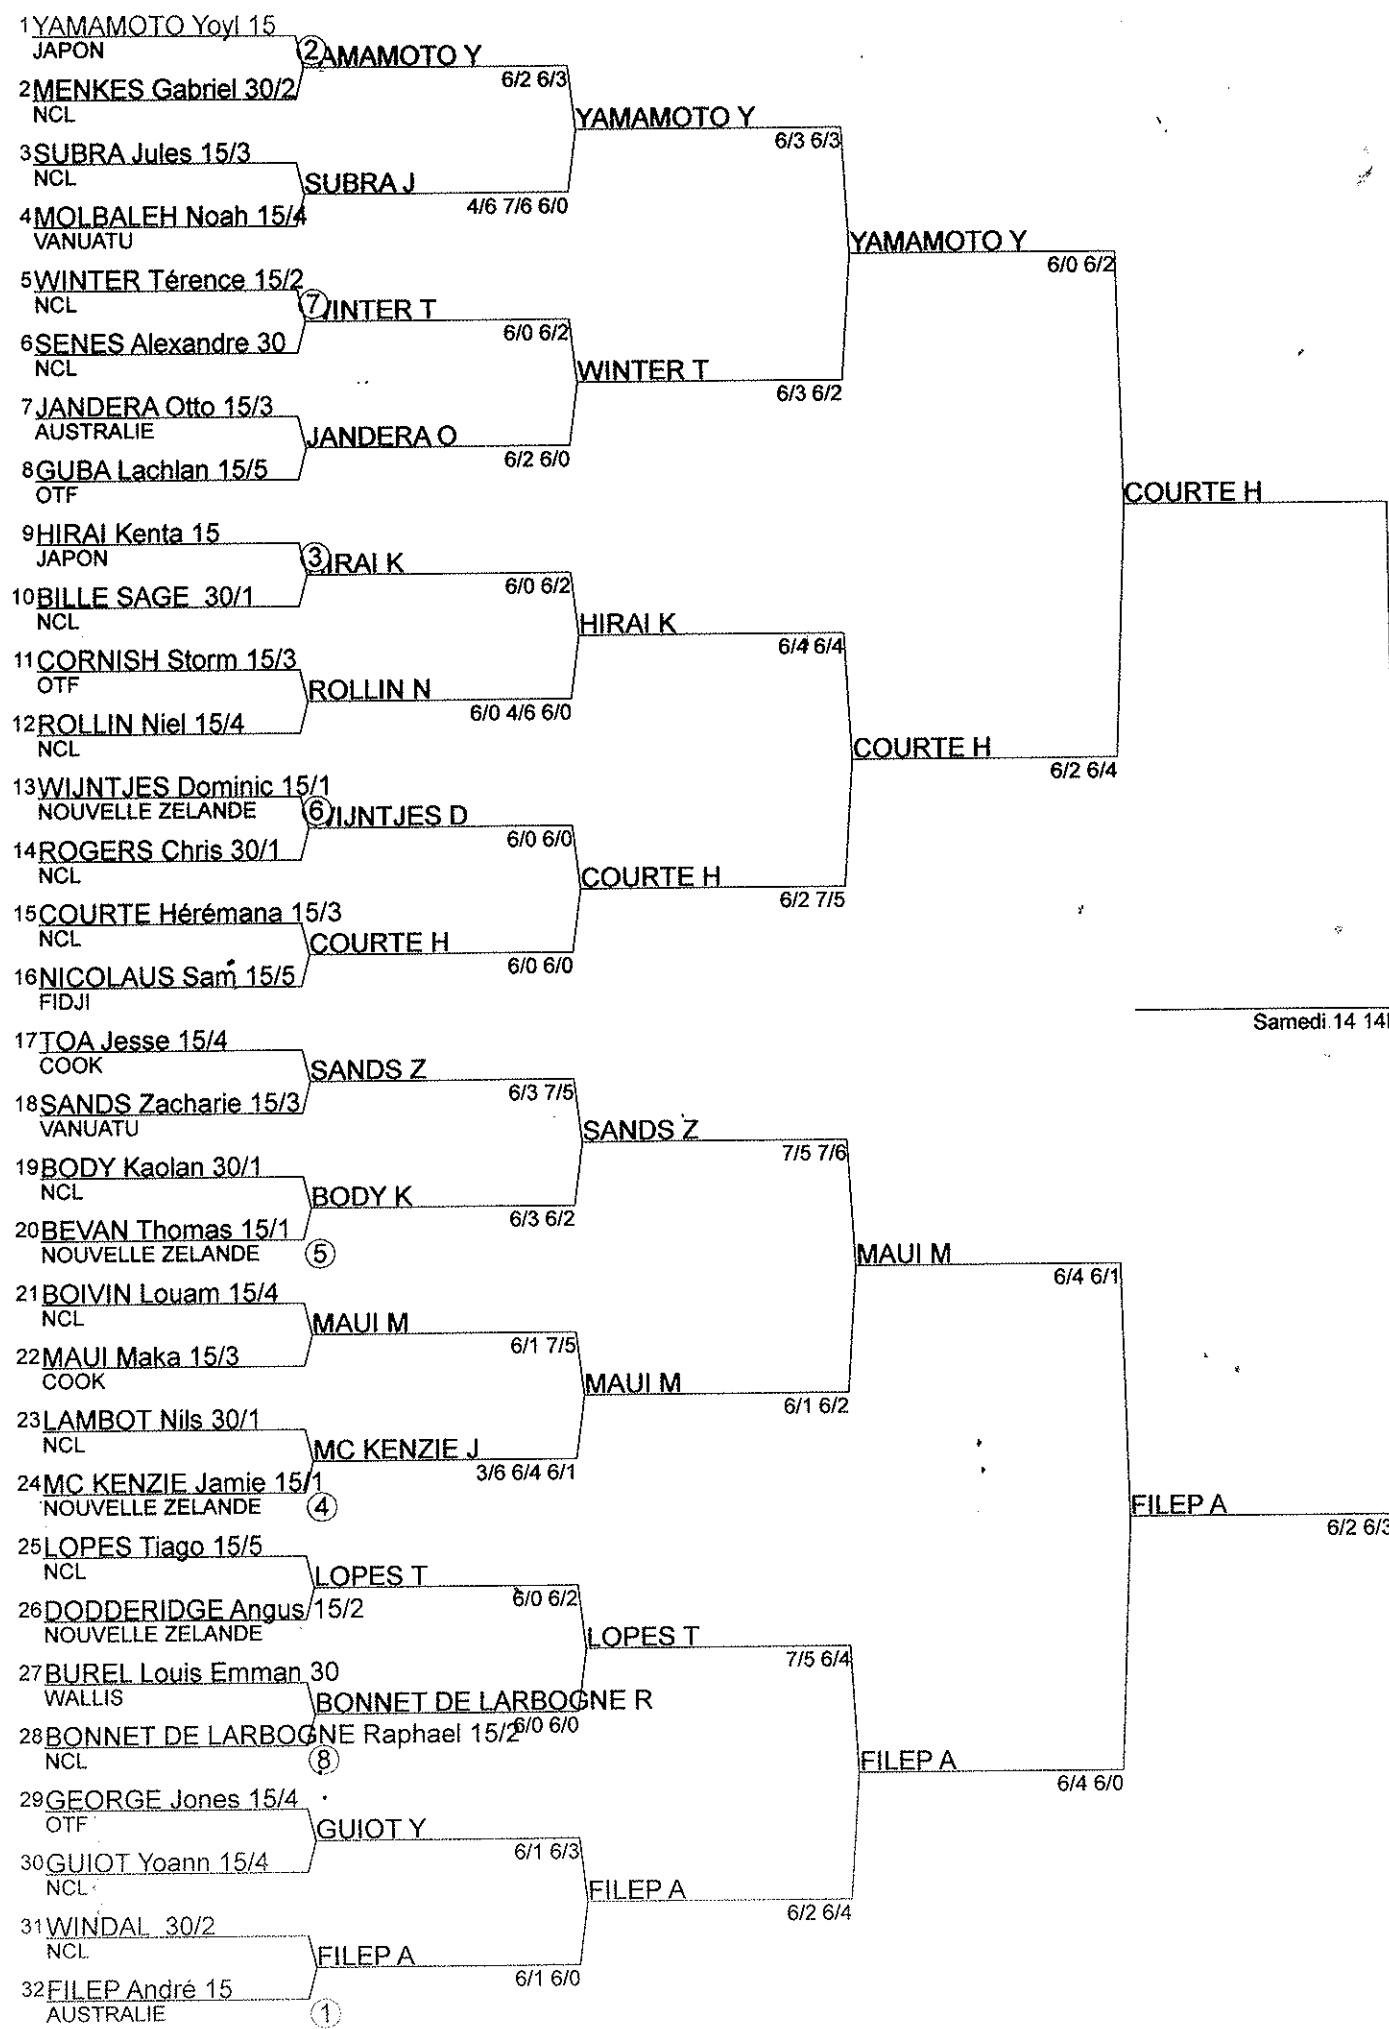 1 YAMAMOTO Yoyl 15
JAPON
② AMAMOTO Y
6/2 6/3
2 MENKES Gabriel 30/2
NCL
YAMAMOTO Y
6/3 6/3
3 SUBRA Jules 15/3
NCL
SUBRA J
4/6 7/6 6/0
4 MOLBALEH Noah 15/4
VANUATU
YAMAMOTO Y
6/0 6/2
5 WINTER Térence 15/2
NCL
⑦ INTER T
6/0 6/2
6 SENES Alexandre 30
NCL
WINTER T
6/3 6/2
7 JANDERA Otto 15/3
AUSTRALIE
JANDERA O
6/2 6/0
8 GUBA Lachlan 15/5
OTF
COURTE H
9 HIRAI Kenta 15
JAPON
③ IRAI K
6/0 6/2
10 BILLE SAGE 30/1
NCL
HIRAI K
6/4 6/4
11 CORNISH Storm 15/3
OTF
ROLLIN N
6/0 4/6 6/0
12 ROLLIN Niel 15/4
NCL
COURTE H
6/2 6/4
13 WIJNTJES Dominic 15/1
NOUVELLE ZELANDE
⑥ IJNTJES D
6/0 6/0
14 ROGERS Chris 30/1
NCL
COURTE H
6/2 7/5
15 COURTE Hérémana 15/3
NCL
COURTE H
6/0 6/0
16 NICOLAUS Sam 15/5
FIDJI
Samedi 14 14
17 TOA Jesse 15/4
COOK
SANDS Z
6/3 7/5
18 SANDS Zacharie 15/3
VANUATU
SANDS Z
7/5 7/6
19 BODY Kaolan 30/1
NCL
BODY K
6/3 6/2
20 BEVAN Thomas 15/1
NOUVELLE ZELANDE
⑤
MAUI M
6/4 6/1
21 BOIVIN Louam 15/4
NCL
MAUI M
6/1 7/5
22 MAUI Maka 15/3
COOK
MAUI M
6/1 6/2
23 LAMBOT Nils 30/1
NCL
MC KENZIE J
3/6 6/4 6/1
24 MC KENZIE Jamie 15/1
NOUVELLE ZELANDE
④
FILEP A
6/2 6/3
25 LOPES Tiago 15/5
NCL
LOPES T
6/0 6/2
26 DODDERIDGE Angus 15/2
NOUVELLE ZELANDE
LOPES T
7/5 6/4
27 BUREL Louis Emman 30
WALLIS
BONNET DE LARBOGNE R
6/0 6/0
28 BONNET DE LARBOGNE Raphael 15/2
NCL
⑧
FILEP A
6/4 6/0
29 GEORGE Jones 15/4
OTF
GUIOT Y
6/1 6/3
30 GUIOT Yoann 15/4
NCL
FILEP A
6/2 6/4
31 WINDAL 30/2
NCL
FILEP A
6/1 6/0
32 FILEP André 15
AUSTRALIE
①